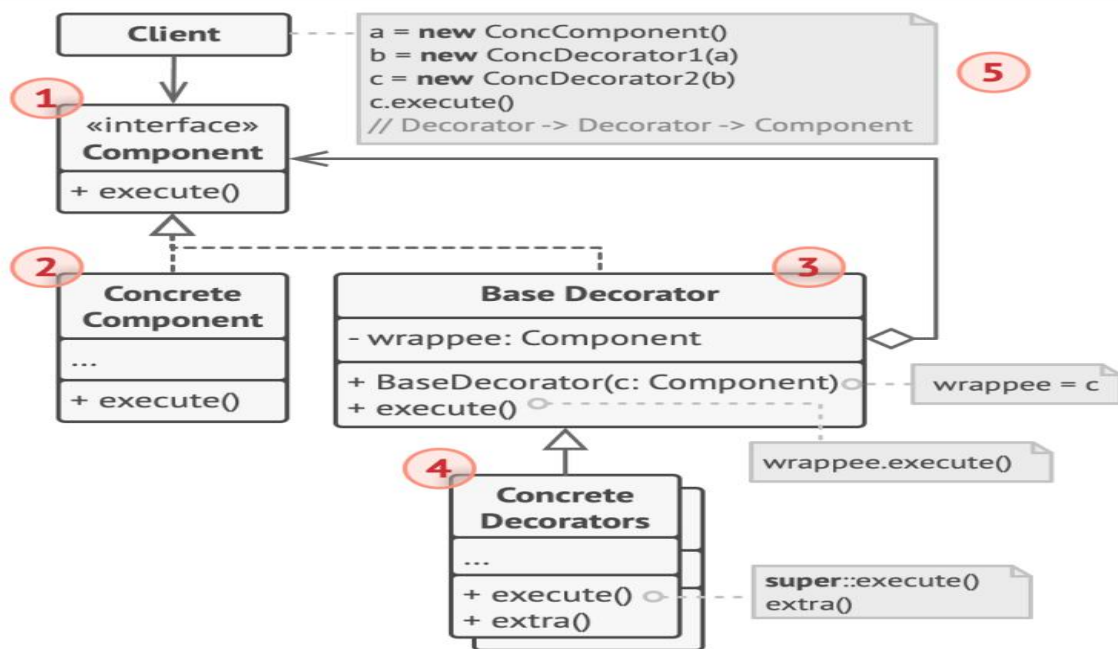 Client
a = new ConcComponent()
b = new ConcDecorator1(a)
c = new ConcDecorator2(b)
c.execute()
// Decorator -> Decorator -> Component
5
1
«interface»
Component
+ execute()
2
Concrete
Component
...
+ execute()
3
Base Decorator
- wrappee: Component
+ BaseDecorator(c: Component)
+ execute()
wrappee = c
wrappee.execute()
4
Concrete
Decorators
...
+ execute()
+ extra()
super::execute()
extra()